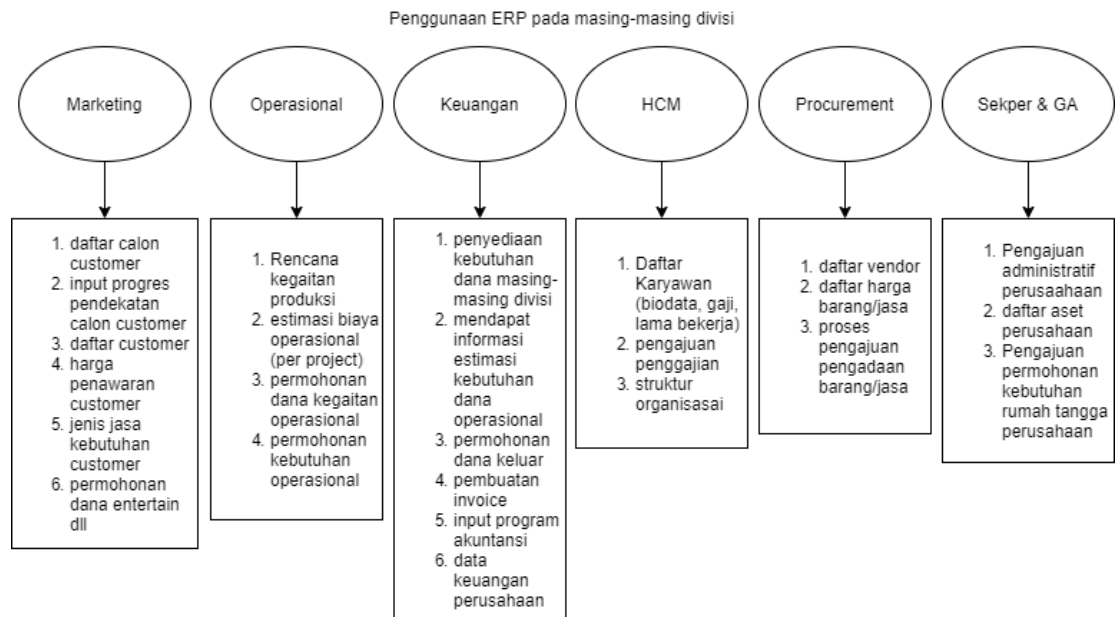 Penggunaan ERP pada masing-masing divisi
Marketing
Operasional
Keuangan
HCM
Procurement
Sekper & GA
1. daftar calon
customer
2. input progres
pendekatan
calon customer
3. daftar customer
4. harga
penawaran
customer
5. jenis jasa
kebutuhan
customer
6. permohonan
dana entertain
dll
1. Rencana
kegaitan
produksi
2. estimasi biaya
operasional
(per project)
3. permohonan
dana kegaitan
operasional
4. permohonan
kebutuhan
operasional
1. penyediaan
kebutuhan
dana masing-
masing divisi
2. mendapat
informasi
estimasi
kebutuhan
dana
operasional
3. permohonan
dana keluar
4. pembuatan
invoice
5. input program
akuntansi
6. data
keuangan
perusahaan
1. Daftar
Karyawan
(biodata, gaji,
lama bekerja)
2. pengajuan
penggajian
3. struktur
organisasai
1. daftar vendor
2. daftar harga
barang/jasa
3. proses
pengajuan
pengadaan
barang/jasa
1. Pengajuan
administratif
perusaahaan
2. daftar aset
perusahaan
3. Pengajuan
permohonan
kebutuhan
rumah tangga
perusahaan